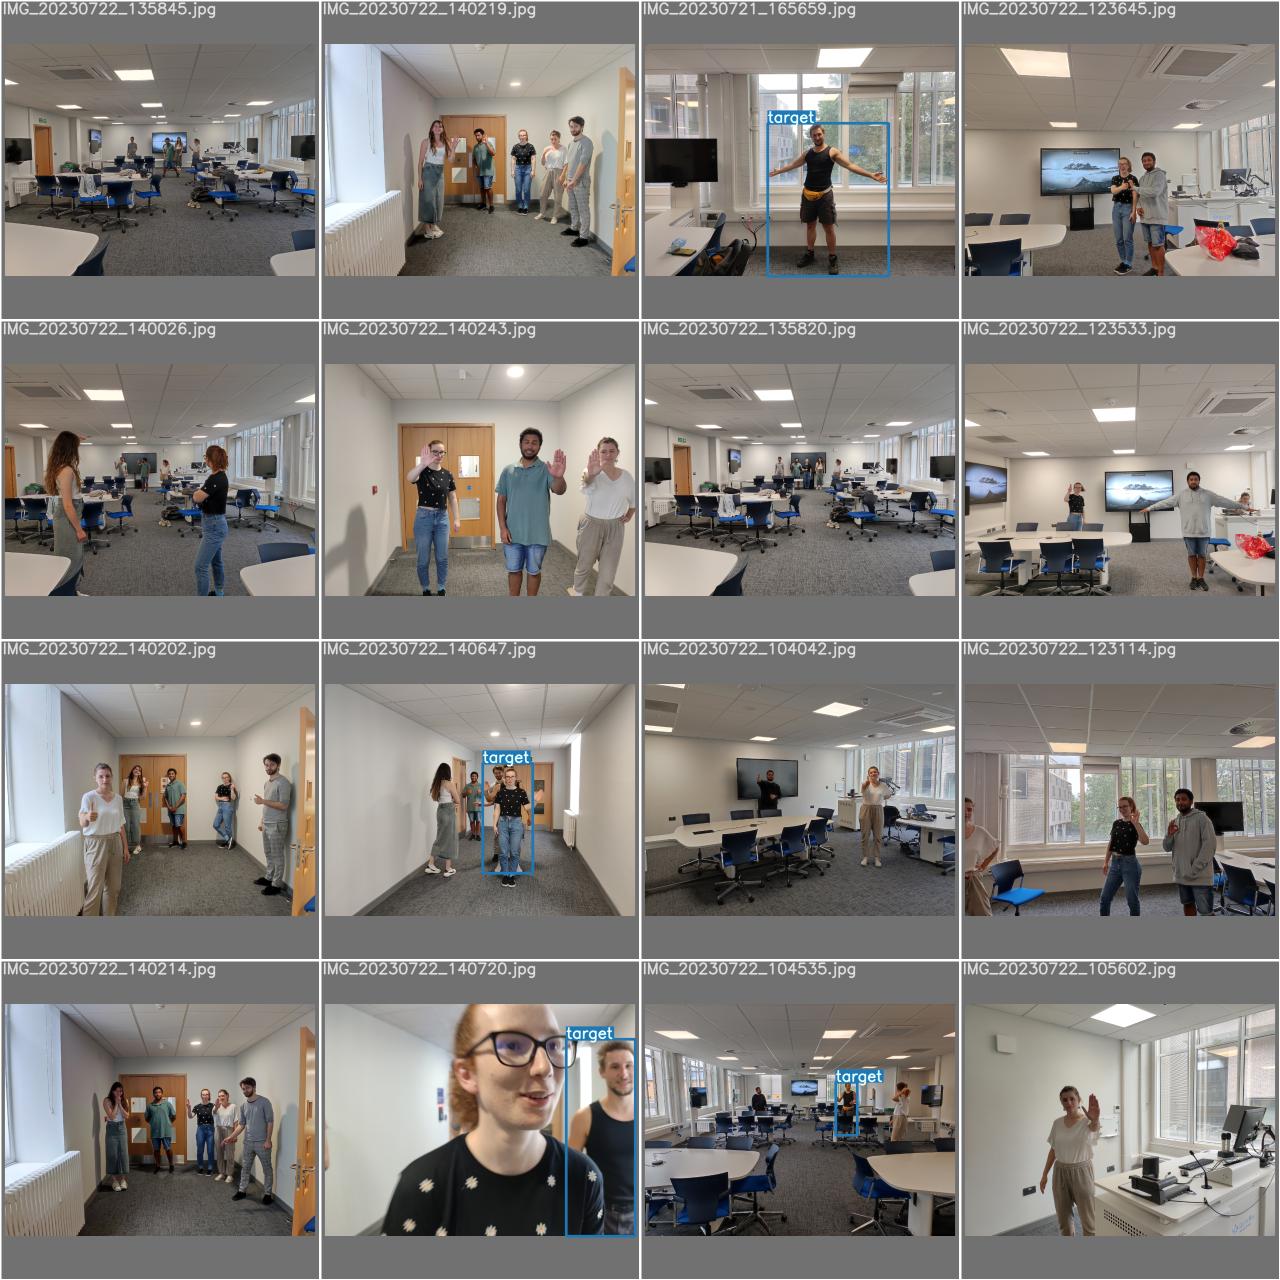 IMG_20230722_135845.jpg
IMG_20230722_140219.jpg
IMG_20230721_165659.jpg
IMG_20230722_123645.jpg
target
IMG_20230722_140026.jpg
IMG_20230722_140243.jpg
IMG_20230722_135820.jpg
IMG_20230722_123533.jpg
IMG_20230722_140202.jpg
IMG_20230722_140647.jpg
IMG_20230722_104042.jpg
IMG_20230722_123114.jpg
target
IMG_20230722_140214.jpg
IMG_20230722_140720.jpg
IMG_20230722_104535.jpg
IMG_20230722_105602.jpg
target
target